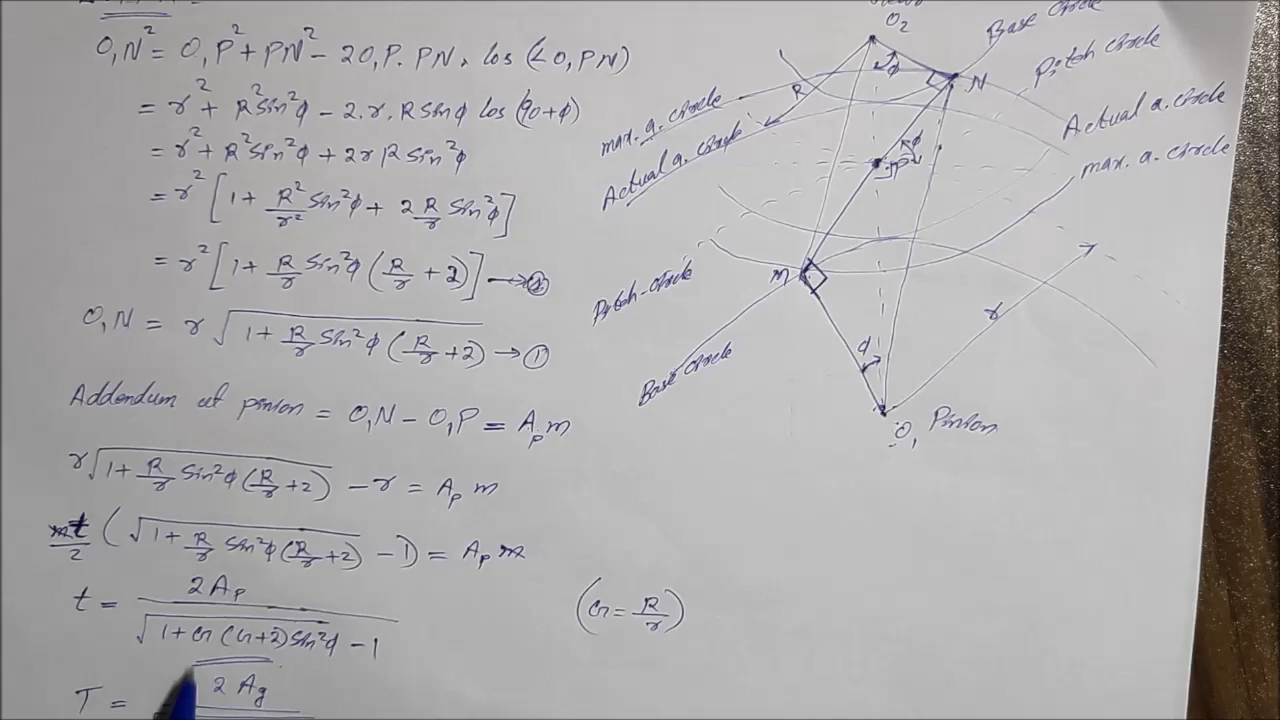 O₁N² = O₁P² + PN² - 2O₁P. PN. cos (∠O₁PN)
= r² + R²sin²φ - 2.r.R sinφ cos (90+φ)
= r² + R²sin²φ + 2rR sin²φ
= r² [1 + R²/r² sin²φ + 2 R/r sin²φ]
= r² [1 + R/r sin²φ (R/r + 2)] →
O₁N = r √(1 + R/r sin²φ (R/r + 2)) → ①
Addendum of pinion = O₁N - O₁P = Ap m
r √(1 + R/r sin²φ (R/r + 2)) - r = Ap m
mt/2 (√(1 + R/r sin²φ (R/r + 2)) - 1) = Ap m
t = 2 Ap / √(1 + G (G+2) sin²φ) - 1
(G = R/r)
T = 2 Ag
O₂
Base circle
Pitch circle
Actual a. circle
max. a. circle
max. a. circle
Actual a. circle
R
φ
N
φ
P
M
Pitch circle
Base circle
r
φ
O₁ Pinion